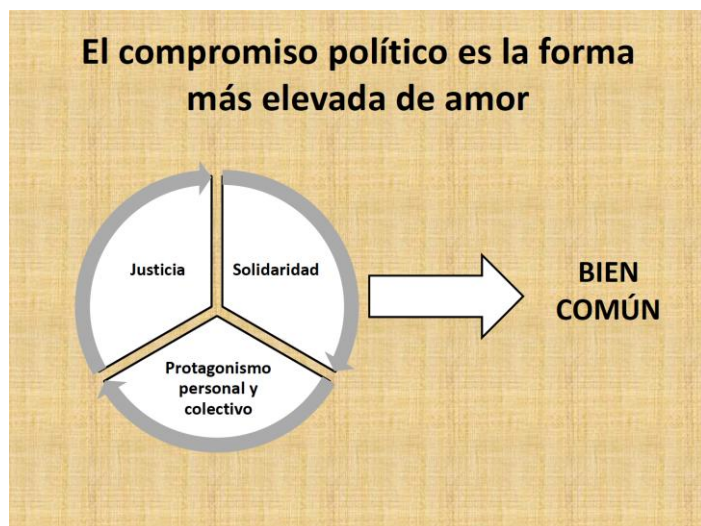 El compromiso político es la forma
más elevada de amor
Justicia
Solidaridad
Protagonismo
personal y
colectivo
BIEN
COMÚN